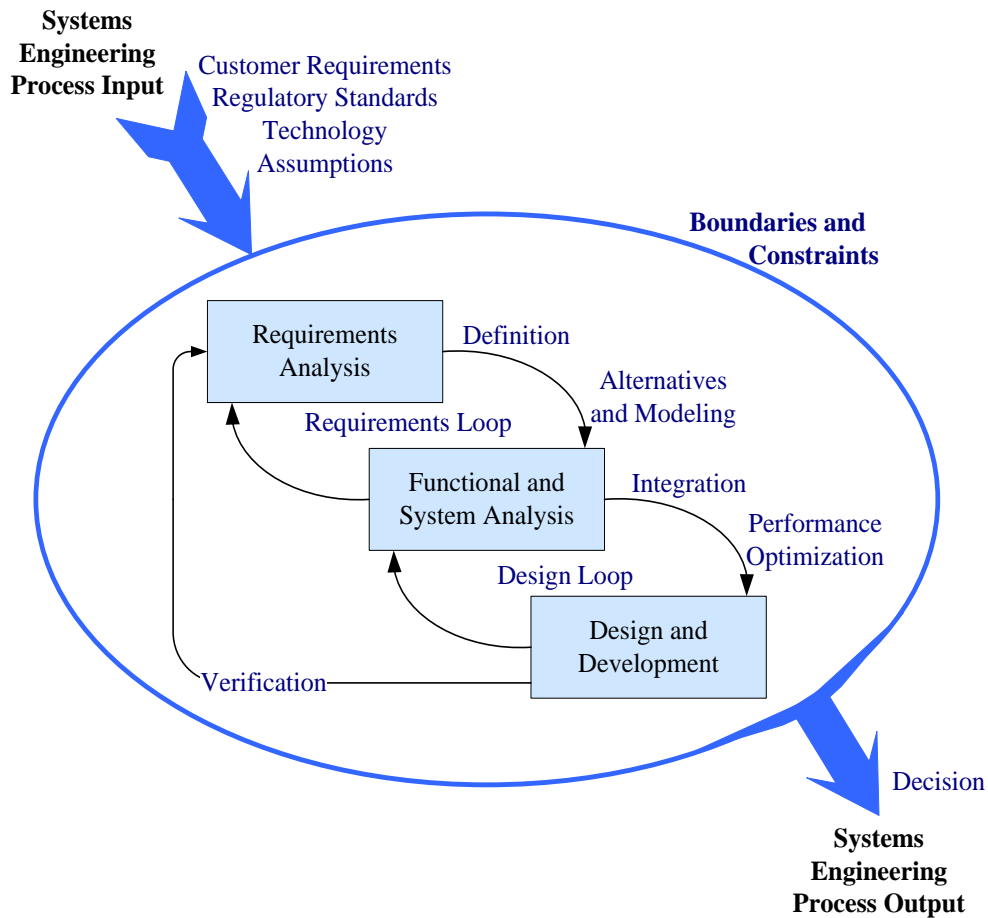 Systems
Engineering
Process Input
Customer Requirements
Regulatory Standards
Technology
Assumptions
Boundaries and
Constraints
Requirements
Analysis
Definition
Alternatives
and Modeling
Requirements Loop
Functional and
System Analysis
Integration
Performance
Optimization
Design Loop
Design and
Development
Verification
Decision
Systems
Engineering
Process Output